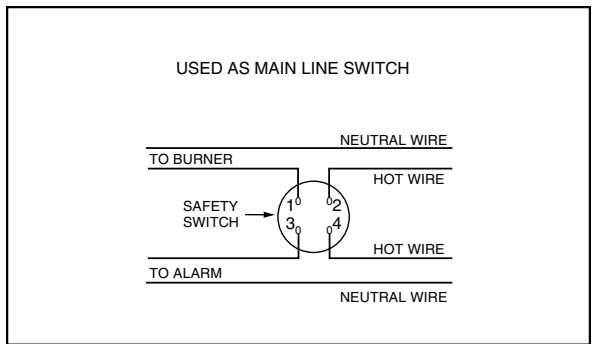 USED AS MAIN LINE SWITCH
NEUTRAL WIRE
TO BURNER
HOT WIRE
SAFETY
SWITCH
1 2
3 4
HOT WIRE
TO ALARM
NEUTRAL WIRE